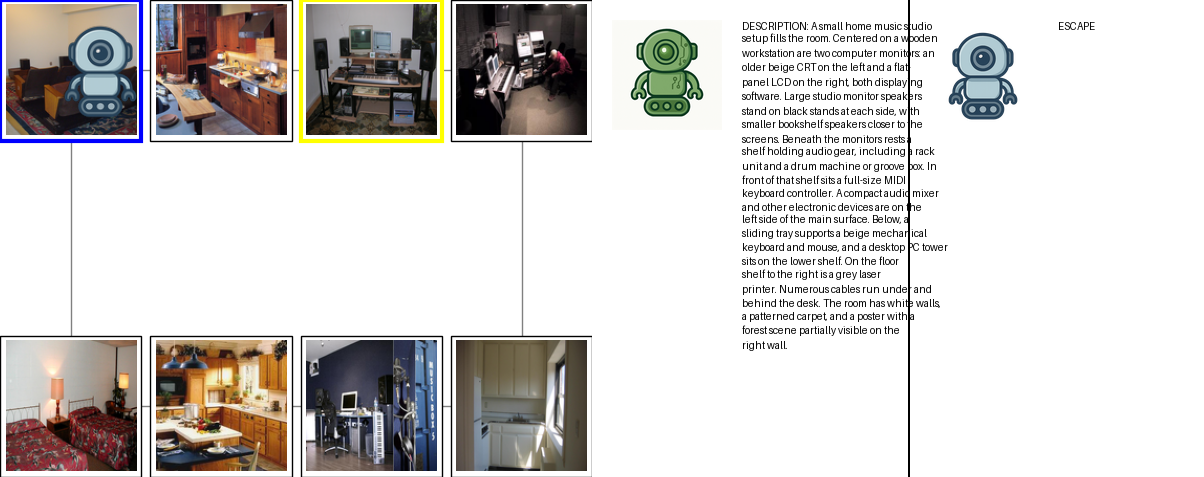 DESCRIPTION: A small home music studio
setup fills the room. Centered on a wooden
workstation are two computer monitors: an
older beige CRT on the left and a flat-
panel LCD on the right, both displaying
software. Large studio monitor speakers
stand on black stands at each side, with
smaller bookshelf speakers closer to the
screens. Beneath the monitors rests a
shelf holding audio gear, including a rack
unit and a drum machine or groove box. In
front of that shelf sits a full-size MIDI
keyboard controller. A compact audio mixer
and other electronic devices are on the
left side of the main surface. Below, a
sliding tray supports a beige mechanical
keyboard and mouse, and a desktop PC tower
sits on the lower shelf. On the floor
shelf to the right is a grey laser
printer. Numerous cables run under and
behind the desk. The room has white walls,
a patterned carpet, and a poster with a
forest scene partially visible on the
right wall.
ESCAPE
MUSIC BOXES